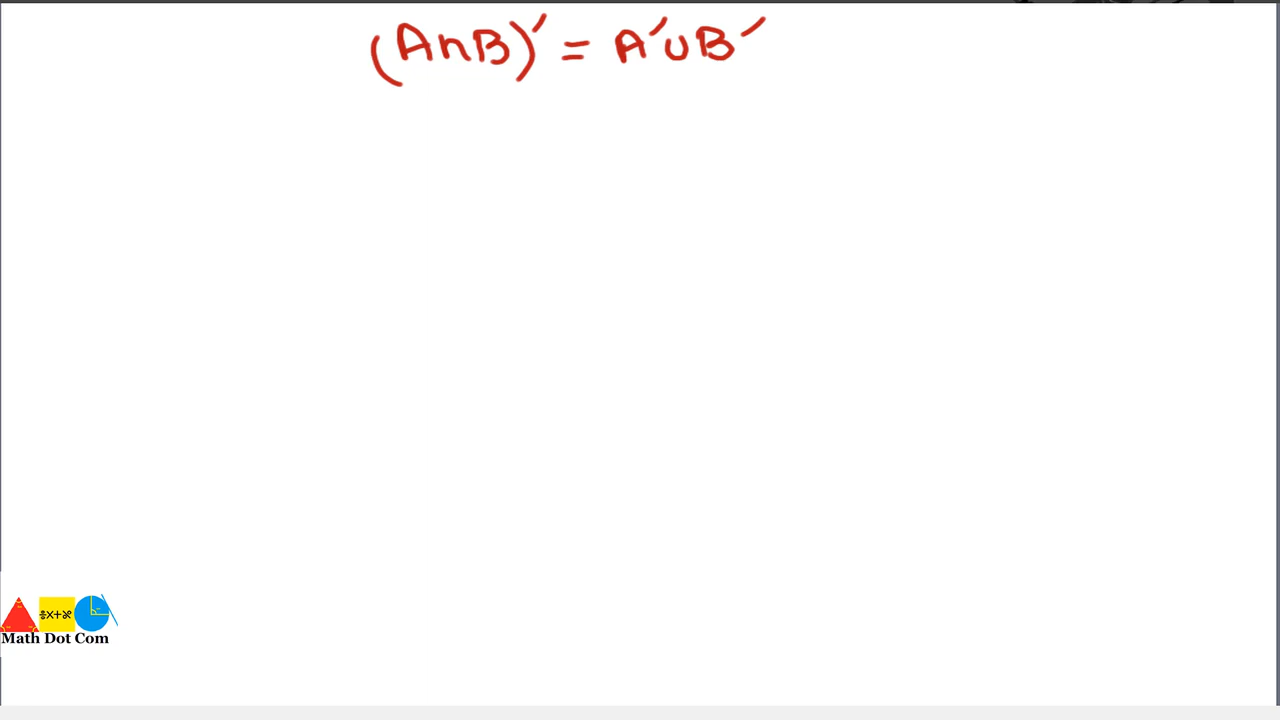 (A∩B)′ = A′∪B′
Math Dot Com